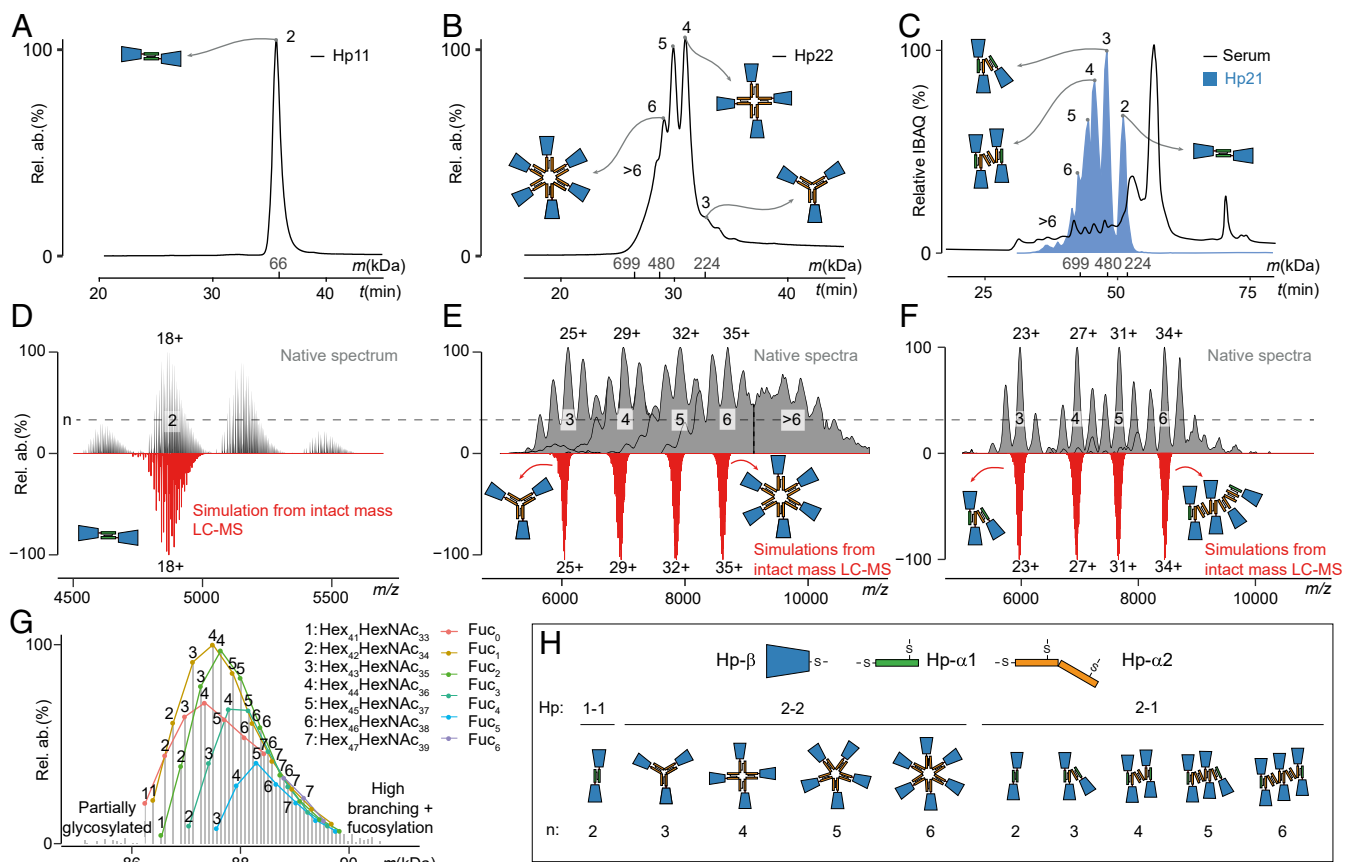 A
100
Rel. ab.(%)
0
2
Hp11
66
m(kDa)
20
30
40
t(min)
B
100
Rel. ab.(%)
0
4
5
6
>6
3
Hp22
699
480
224
m(kDa)
20
30
40
t(min)
C
100
Relative IBAQ (%)
0
3
4
5
6
>6
2
Serum
Hp21
699
480
224
m(kDa)
25
50
75
t(min)
D
100
n
0
−100
Rel. ab.(%)
18+
Native spectrum
2
Simulation from intact mass
LC-MS
18+
4500
5000
5500
m/z
E
100
0
−100
25+
29+
32+
35+
Native spectra
3
4
5
6
>6
Simulations from
intact mass LC-MS
25+
29+
32+
35+
6000
8000
10000
m/z
F
100
0
−100
23+
27+
31+
34+
Native spectra
3
4
5
6
Simulations from
intact mass LC-MS
23+
27+
31+
34+
6000
8000
10000
m/z
G
100
Rel. ab.(%)
0
1:Hex41HexNAc33
2:Hex42HexNAc34
3:Hex43HexNAc35
4:Hex44HexNAc36
5:Hex45HexNAc37
6:Hex46HexNAc38
7:Hex47HexNAc39
Fuc0
Fuc1
Fuc2
Fuc3
Fuc4
Fuc5
Fuc6
Partially
glycosylated
High
branching +
fucosylation
86
88
90
m(kDa)
H
Hp-β
-S-
-S-
S
Hp-α1
-S
S
S
Hp-α2
Hp:
1-1
2-2
2-1
n:
2
3
4
5
6
2
3
4
5
6